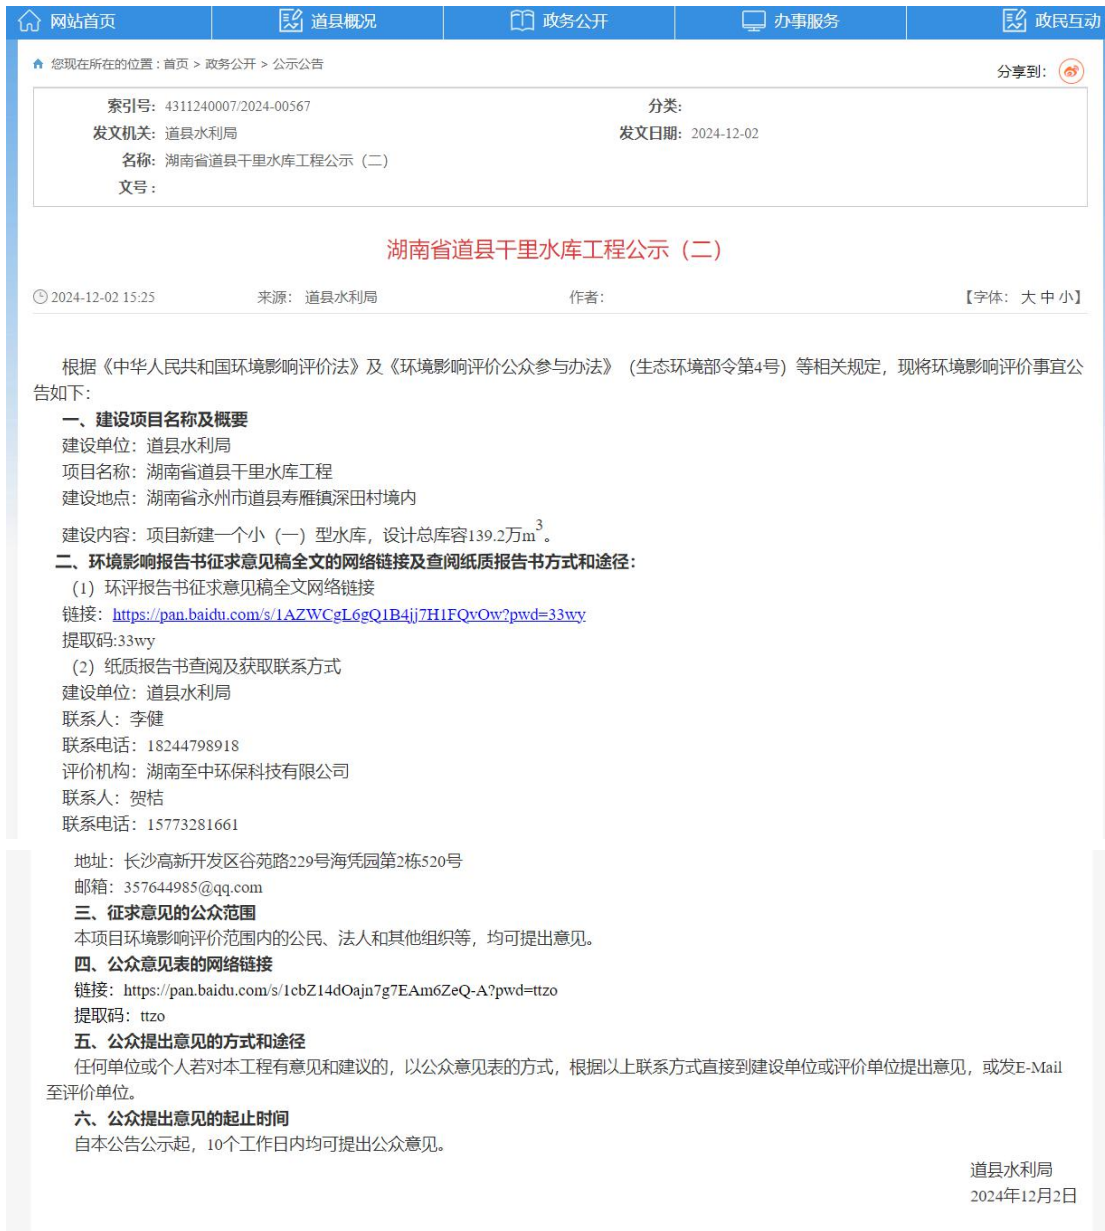 网站首页 道县概况 政务公开 办事服务 政民互动
您现在所在的位置：首页 > 政务公开 > 公示公告
分享到：
索引号: 4311240007/2024-00567 分类:
发文机关: 道县水利局 发文日期: 2024-12-02
名称: 湖南省道县干里水库工程公示（二）
文号：
湖南省道县干里水库工程公示（二）
2024-12-02 15:25 来源： 道县水利局 作者： 【字体： 大 中 小】
根据《中华人民共和国环境影响评价法》及《环境影响评价公众参与办法》（生态环境部令第4号）等相关规定，现将环境影响评价事宜公
告如下：
一、建设项目名称及概要
建设单位：道县水利局
项目名称：湖南省道县干里水库工程
建设地点：湖南省永州市道县寿雁镇深田村境内
建设内容：项目新建一个小（一）型水库，设计总库容139.2万m³。
二、环境影响报告书征求意见稿全文的网络链接及查阅纸质报告书方式和途径：
（1）环评报告书征求意见稿全文网络链接
链接：https://pan.baidu.com/s/1AZWCgL6gQ1B4jj7H1FQvOw?pwd=33wy
提取码:33wy
（2）纸质报告书查阅及获取联系方式
建设单位：道县水利局
联系人：李健
联系电话：18244798918
评价机构：湖南至中环保科技有限公司
联系人：贺桔
联系电话：15773281661
地址：长沙高新开发区谷苑路229号海凭园第2栋520号
邮箱：357644985@qq.com
三、征求意见的公众范围
本项目环境影响评价范围内的公民、法人和其他组织等，均可提出意见。
四、公众意见表的网络链接
链接：https://pan.baidu.com/s/1cbZ14dOajn7g7EAm6ZeQ-A?pwd=ttzo
提取码：ttzo
五、公众提出意见的方式和途径
任何单位或个人若对本工程有意见和建议的，以公众意见表的方式，根据以上联系方式直接到建设单位或评价单位提出意见，或发E-Mail
至评价单位。
六、公众提出意见的起止时间
自本公告公示起，10个工作日内均可提出公众意见。
道县水利局
2024年12月2日